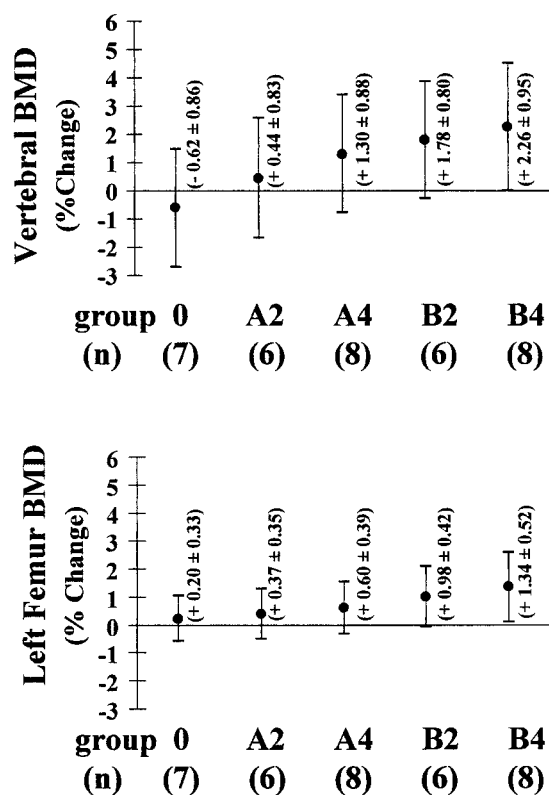 Vertebral BMD
(%Change)
6
5
4
3
2
1
0
-1
-2
-3
(- 0.62 ± 0.86)
(+ 0.44 ± 0.83)
(+ 1.30 ± 0.88)
(+ 1.78 ± 0.80)
(+ 2.26 ± 0.95)
group 0 A2 A4 B2 B4
(n) (7) (6) (8) (6) (8)
Left Femur BMD
(% Change)
6
5
4
3
2
1
0
-1
-2
-3
(+ 0.20 ± 0.33)
(+ 0.37 ± 0.35)
(+ 0.60 ± 0.39)
(+ 0.98 ± 0.42)
(+ 1.34 ± 0.52)
group 0 A2 A4 B2 B4
(n) (7) (6) (8) (6) (8)